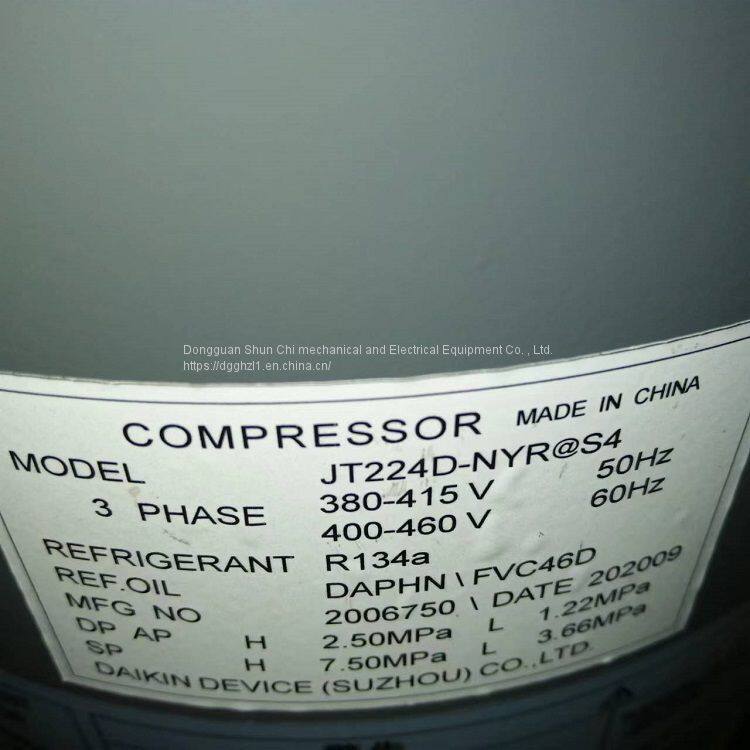 Dongguan Shun Chi mechanical and Electrical Equipment Co. , Ltd.
https://dgghzl1.en.china.cn/
COMPRESSOR MADE IN CHINA
MODEL JT224D-NYR@S4
3 PHASE 380-415 V 50Hz
400-460 V 60Hz
REFRIGERANT R134a
REF.OIL DAPHN \ FVC46D
MFG NO 2006750 \ DATE 202009
DP AP H 2.50MPa L 1.22MPa
SP H 7.50MPa L 3.66MPa
DAIKIN DEVICE (SUZHOU) CO.,LTD.